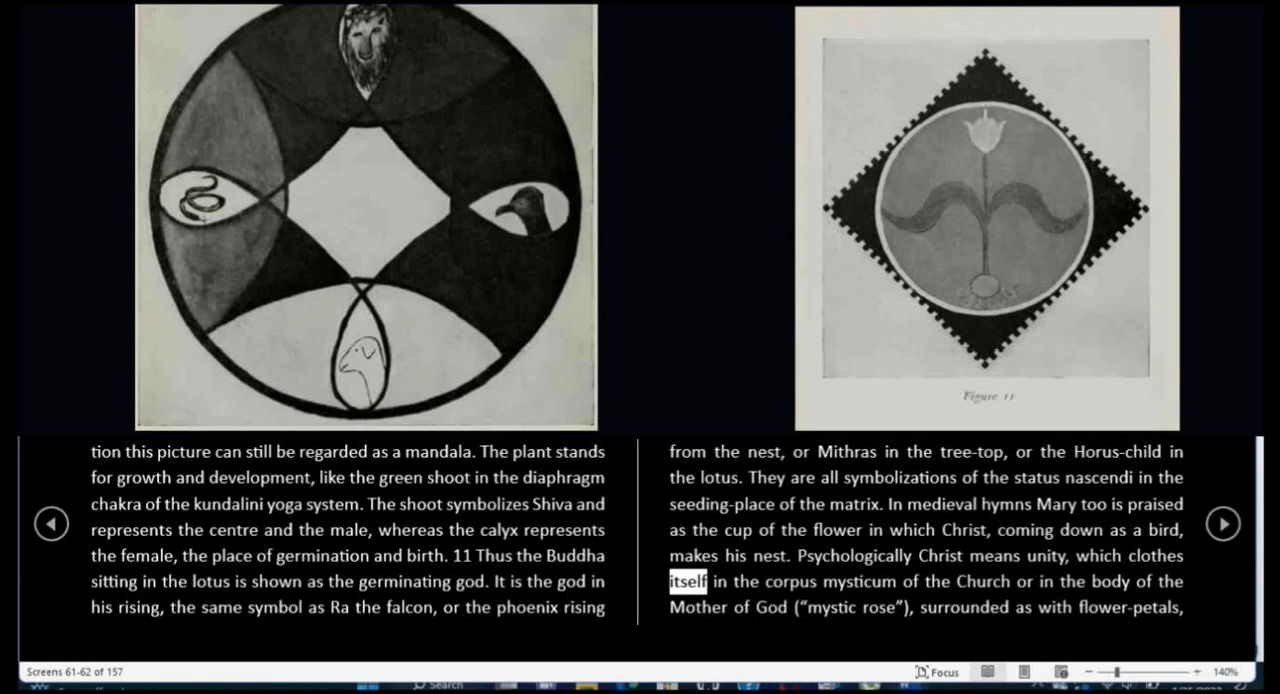 Figure 11
tion this picture can still be regarded as a mandala. The plant stands
for growth and development, like the green shoot in the diaphragm
chakra of the kundalini yoga system. The shoot symbolizes Shiva and
represents the centre and the male, whereas the calyx represents
the female, the place of germination and birth. 11 Thus the Buddha
sitting in the lotus is shown as the germinating god. It is the god in
his rising, the same symbol as Ra the falcon, or the phoenix rising
from the nest, or Mithras in the tree-top, or the Horus-child in
the lotus. They are all symbolizations of the status nascendi in the
seeding-place of the matrix. In medieval hymns Mary too is praised
as the cup of the flower in which Christ, coming down as a bird,
makes his nest. Psychologically Christ means unity, which clothes
itself in the corpus mysticum of the Church or in the body of the
Mother of God (“mystic rose”), surrounded as with flower-petals,
Screens 61-62 of 157
Focus
140%
Search